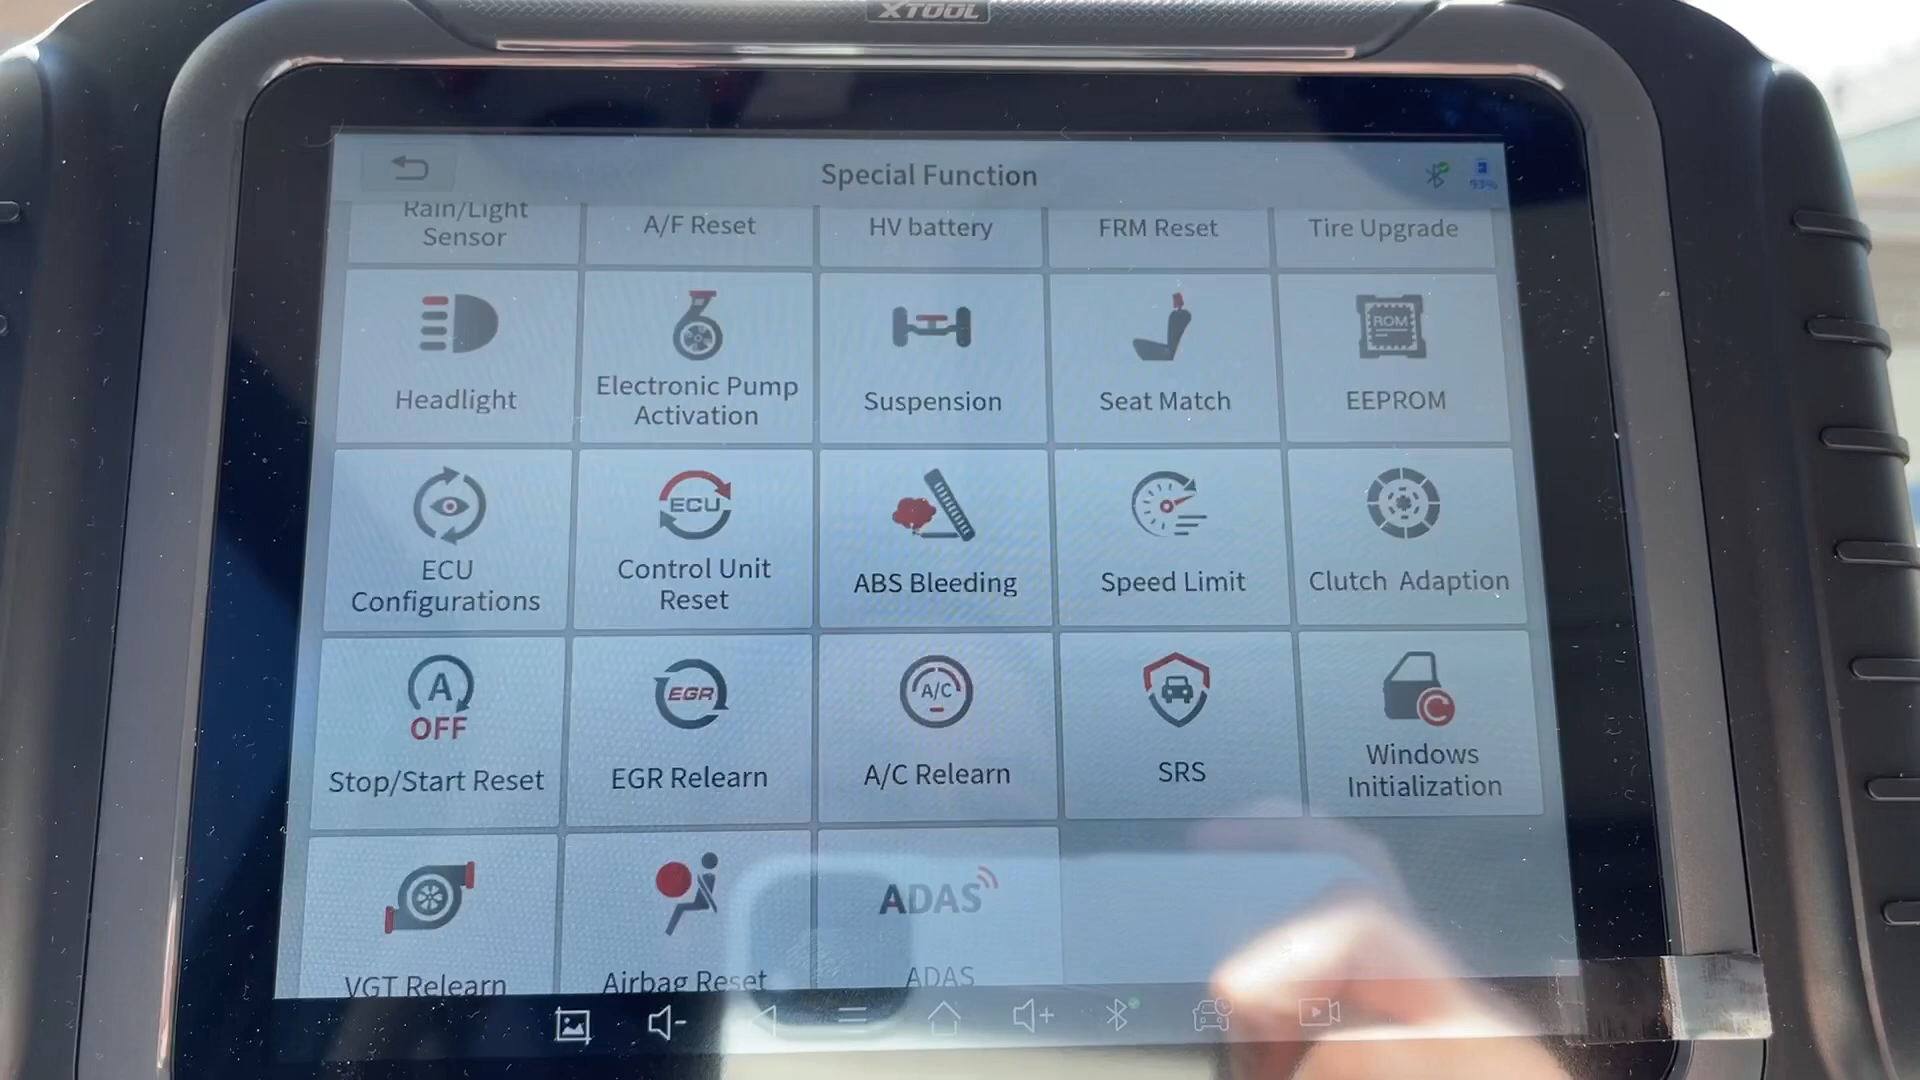 XTOOL
Special Function
93%
Rain/Light
Sensor
A/F Reset
HV battery
FRM Reset
Tire Upgrade
Headlight
Electronic Pump
Activation
Suspension
Seat Match
ROM
EEPROM
ECU
Configurations
ECU
Control Unit
Reset
ABS Bleeding
Speed Limit
Clutch Adaption
A
OFF
Stop/Start Reset
EGR
EGR Relearn
A/C
A/C Relearn
SRS
Windows
Initialization
VGT Relearn
Airbag Reset
ADAS
ADAS